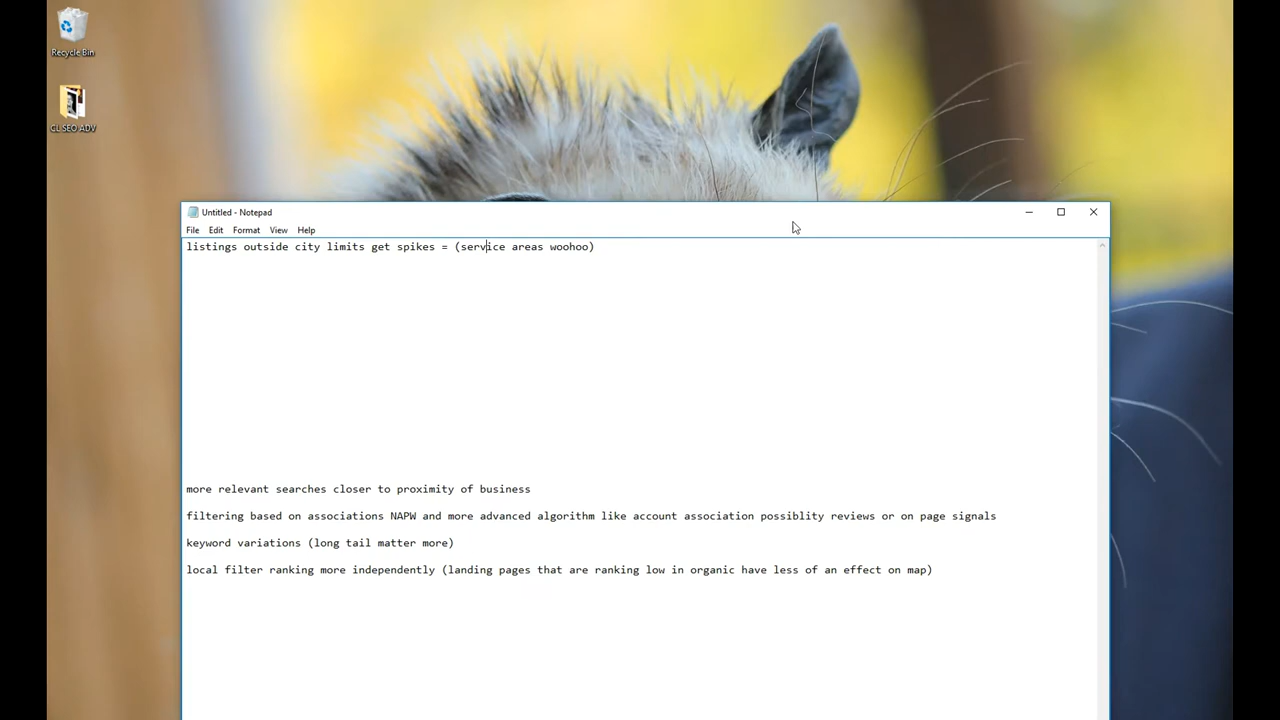 Recycle Bin
CL SEO ADV
Untitled - Notepad
File Edit Format View Help
listings outside city limits get spikes = (service areas woohoo)
more relevant searches closer to proximity of business
filtering based on associations NAPW and more advanced algorithm like account association possiblity reviews or on page signals
keyword variations (long tail matter more)
local filter ranking more independently (landing pages that are ranking low in organic have less of an effect on map)